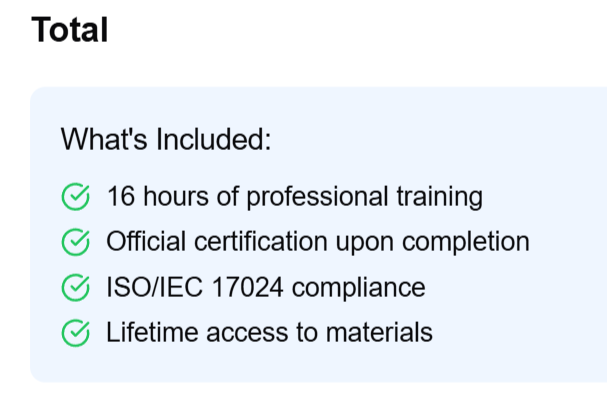 Total
What's Included:
16 hours of professional training
Official certification upon completion
ISO/IEC 17024 compliance
Lifetime access to materials